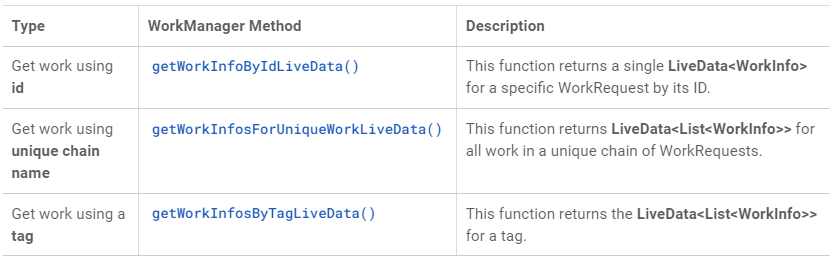 Type WorkManager Method Description
Get work using id getWorkInfoByIdLiveData() This function returns a single LiveData<WorkInfo> for a specific WorkRequest by its ID.
Get work using unique chain name getWorkInfosForUniqueWorkLiveData() This function returns LiveData<List<WorkInfo>> for all work in a unique chain of WorkRequests.
Get work using a tag getWorkInfosByTagLiveData() This function returns the LiveData<List<WorkInfo>> for a tag.